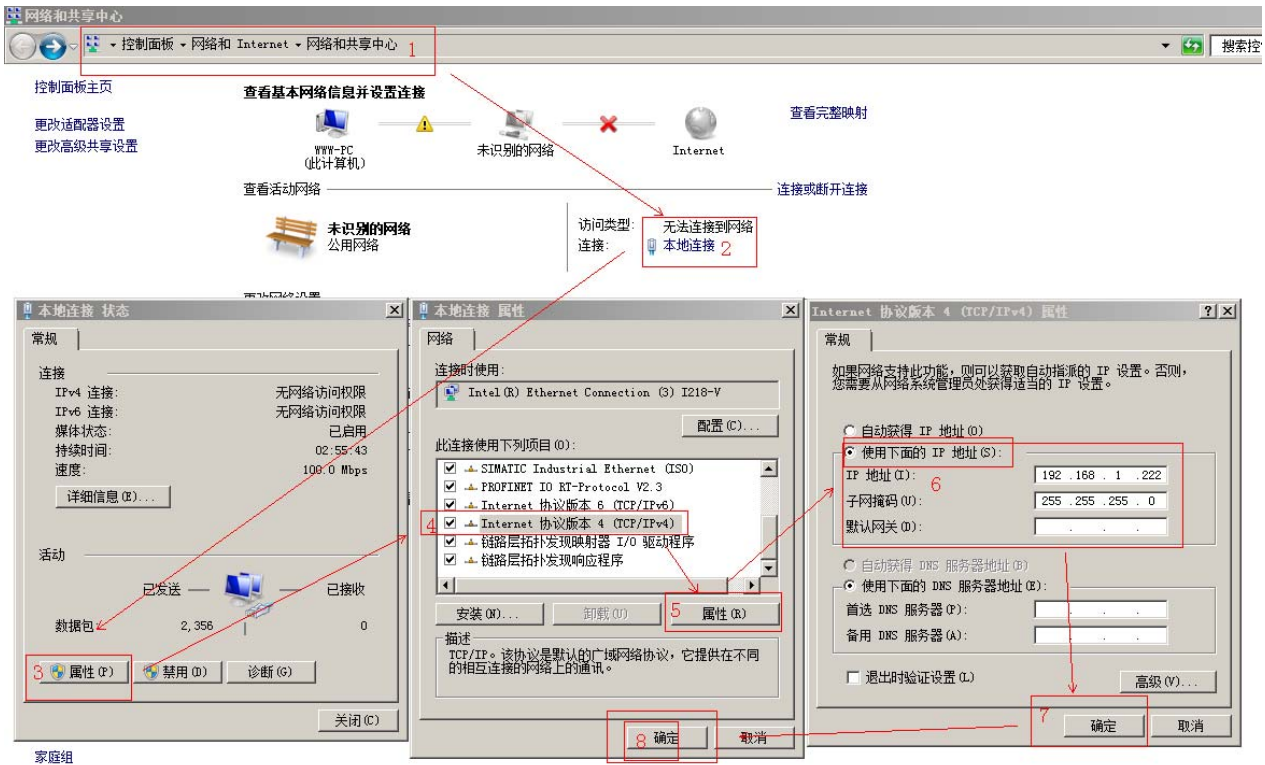 网络和共享中心
控制面板 ▾ 网络和 Internet ▾ 网络和共享中心 1
搜索控
控制面板主页
更改适配器设置
更改高级共享设置
查看基本网络信息并设置连接
查看完整映射
WWW-PC
(此计算机)
未识别的网络
Internet
查看活动网络
连接或断开连接
未识别的网络
公用网络
访问类型: 无法连接到网络
连接: 本地连接 2
更改网络设置
本地连接 状态
常规
连接
IPv4 连接: 无网络访问权限
IPv6 连接: 无网络访问权限
媒体状态: 已启用
持续时间: 02:55:43
速度: 100.0 Mbps
详细信息(E)...
活动
已发送 — — 已接收
数据包: 2,356 | 0
3 属性(P) 禁用(D) 诊断(G)
关闭(C)
家庭组
本地连接 属性
网络
连接时使用:
Intel(R) Ethernet Connection (3) I218-V
配置(C)...
此连接使用下列项目(O):
SIMATIC Industrial Ethernet (ISO)
PROFINET IO RT-Protocol V2.3
Internet 协议版本 6 (TCP/IPv6)
4 Internet 协议版本 4 (TCP/IPv4)
链路层拓扑发现映射器 I/O 驱动程序
链路层拓扑发现响应程序
安装(N)... 卸载(U) 5 属性(R)
描述
TCP/IP。该协议是默认的广域网络协议，它提供在不同
的相互连接的网络上的通讯。
8 确定 取消
Internet 协议版本 4 (TCP/IPv4) 属性
常规
如果网络支持此功能，则可以获取自动指派的 IP 设置。否则，
您需要从网络系统管理员处获得适当的 IP 设置。
自动获得 IP 地址(O)
使用下面的 IP 地址(S):
IP 地址(I): 6 192 .168 . 1 .222
子网掩码(U): 255 .255 .255 . 0
默认网关(D): . . .
自动获得 DNS 服务器地址(B)
使用下面的 DNS 服务器地址(E):
首选 DNS 服务器(P): . . .
备用 DNS 服务器(A): . . .
退出时验证设置(L)
高级(V)...
7 确定 取消